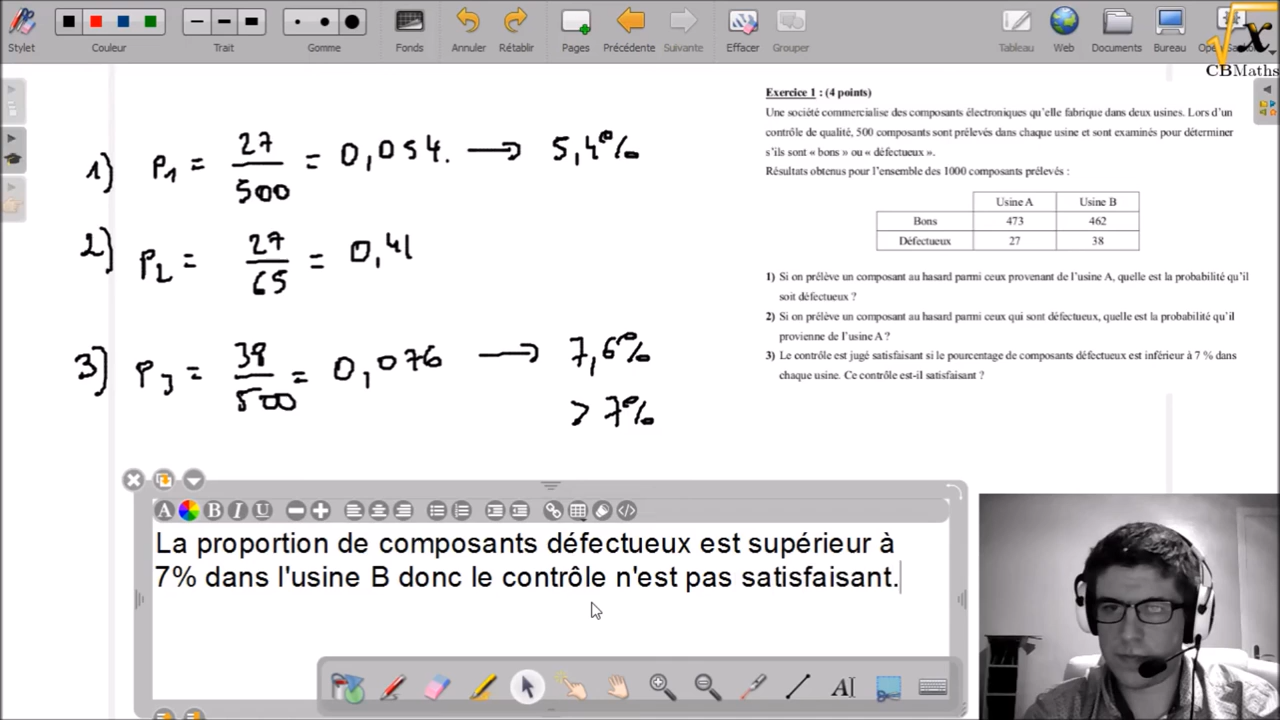 Stylet Couleur Trait Gomme Fonds Annuler Rétablir Pages Précédente Suivante Effacer Grouper Tableau Web Documents Bureau
CBMaths
Exercice 1 : (4 points)
Une société commercialise des composants électroniques qu'elle fabrique dans deux usines. Lors d'un
contrôle de qualité, 500 composants sont prélevés dans chaque usine et sont examinés pour déterminer
s'ils sont « bons » ou « défectueux ».
Résultats obtenus pour l'ensemble des 1000 composants prélevés :
Usine A Usine B
Bons 473 462
Défectueux 27 38
1) Si on prélève un composant au hasard parmi ceux provenant de l'usine A, quelle est la probabilité qu'il
soit défectueux ?
2) Si on prélève un composant au hasard parmi ceux qui sont défectueux, quelle est la probabilité qu'il
provienne de l'usine A ?
3) Le contrôle est jugé satisfaisant si le pourcentage de composants défectueux est inférieur à 7 % dans
chaque usine. Ce contrôle est-il satisfaisant ?
1) P1 = 27/500 = 0,054. → 5,4%
2) P2 = 27/65 = 0,41
3) P3 = 38/500 = 0,076 → 7,6%
> 7%
La proportion de composants défectueux est supérieur à
7% dans l'usine B donc le contrôle n'est pas satisfaisant.